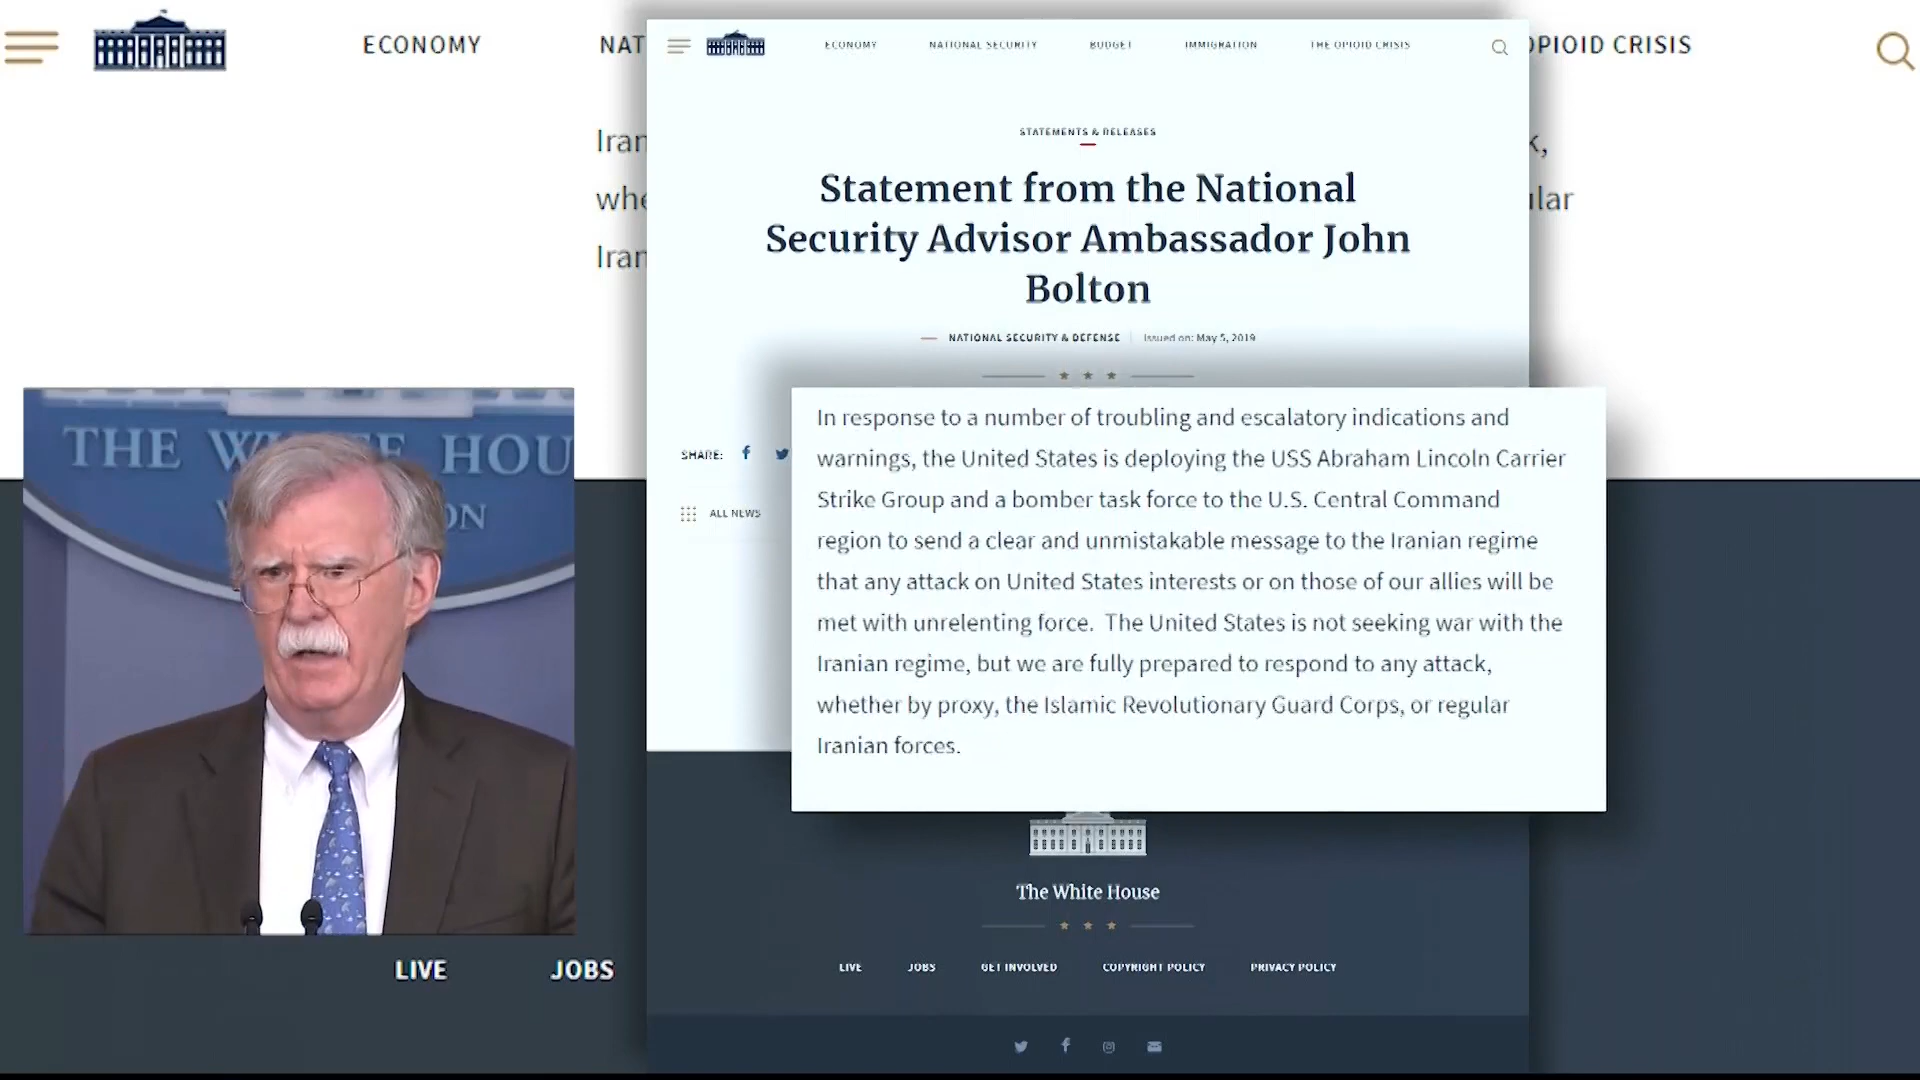 ECONOMY
NAT
OPIOID CRISIS
Iran
k,
whe
ular
Iran
ECONOMY
NATIONAL SECURITY
BUDGET
IMMIGRATION
THE OPIOID CRISIS
STATEMENTS & RELEASES
Statement from the National
Security Advisor Ambassador John
Bolton
NATIONAL SECURITY & DEFENSE
Issued on: May 5, 2019
SHARE:
ALL NEWS
In response to a number of troubling and escalatory indications and
warnings, the United States is deploying the USS Abraham Lincoln Carrier
Strike Group and a bomber task force to the U.S. Central Command
region to send a clear and unmistakable message to the Iranian regime
that any attack on United States interests or on those of our allies will be
met with unrelenting force.  The United States is not seeking war with the
Iranian regime, but we are fully prepared to respond to any attack,
whether by proxy, the Islamic Revolutionary Guard Corps, or regular
Iranian forces.
THE WHITE HOU
W
ON
The White House
LIVE
JOBS
GET INVOLVED
COPYRIGHT POLICY
PRIVACY POLICY
LIVE
JOBS